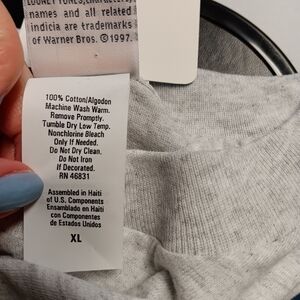 LOONEY TUNES, characters,
names and all related
indicia are trademarks
of Warner Bros. ©1997.
100% Cotton/Algodon
Machine Wash Warm.
Remove Promptly.
Tumble Dry Low Temp.
Nonchlorine Bleach
Only If Needed.
Do Not Dry Clean.
Do Not Iron
If Decorated.
RN 46831
Assembled in Haiti
of U.S. Components
Ensamblado en Haiti
con Componentes
de Estados Unidos
XL